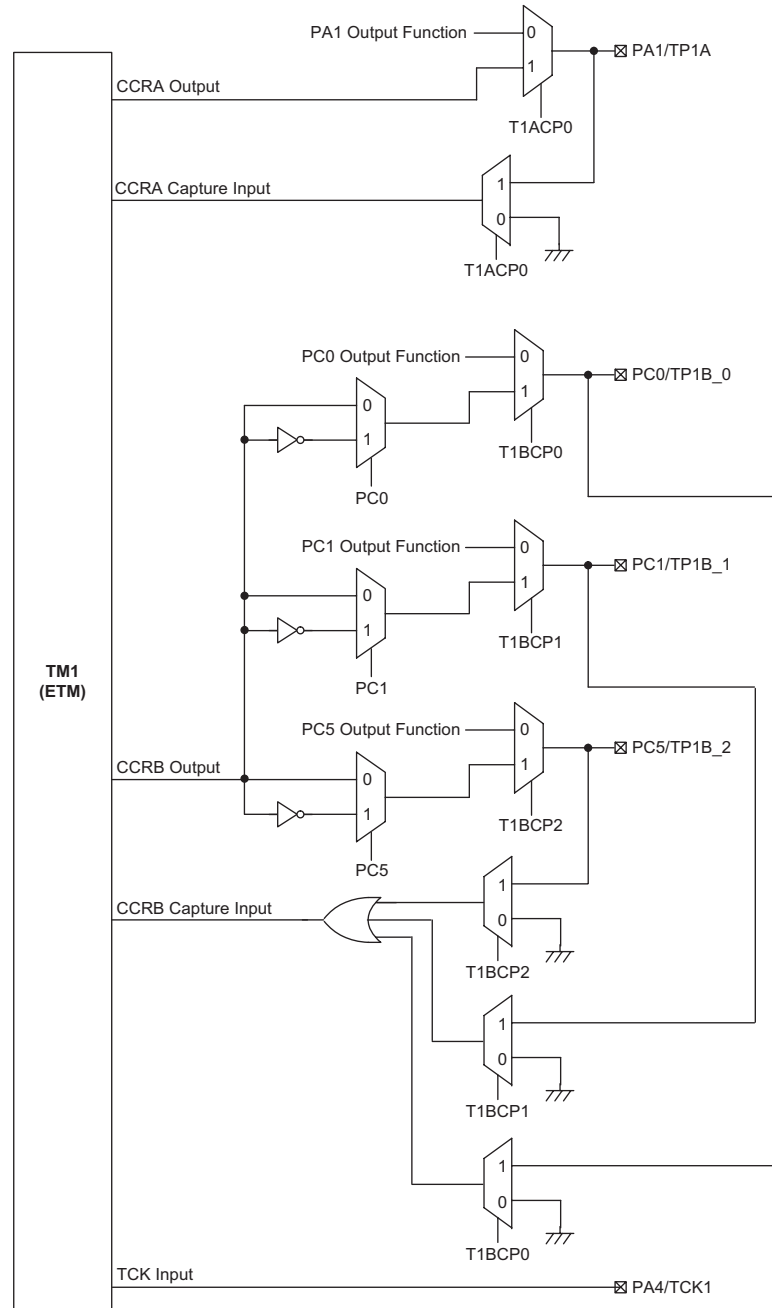 PA1 Output Function
0
PA1/TP1A
1
CCRA Output
T1ACP0
CCRA Capture Input
1
0
T1ACP0
PC0 Output Function
0
PC0/TP1B_0
1
0
1
T1BCP0
PC0
PC1 Output Function
0
PC1/TP1B_1
1
0
1
T1BCP1
PC1
TM1
(ETM)
PC5 Output Function
0
PC5/TP1B_2
1
CCRB Output
0
1
T1BCP2
PC5
1
CCRB Capture Input
0
T1BCP2
1
0
T1BCP1
1
0
T1BCP0
TCK Input
PA4/TCK1